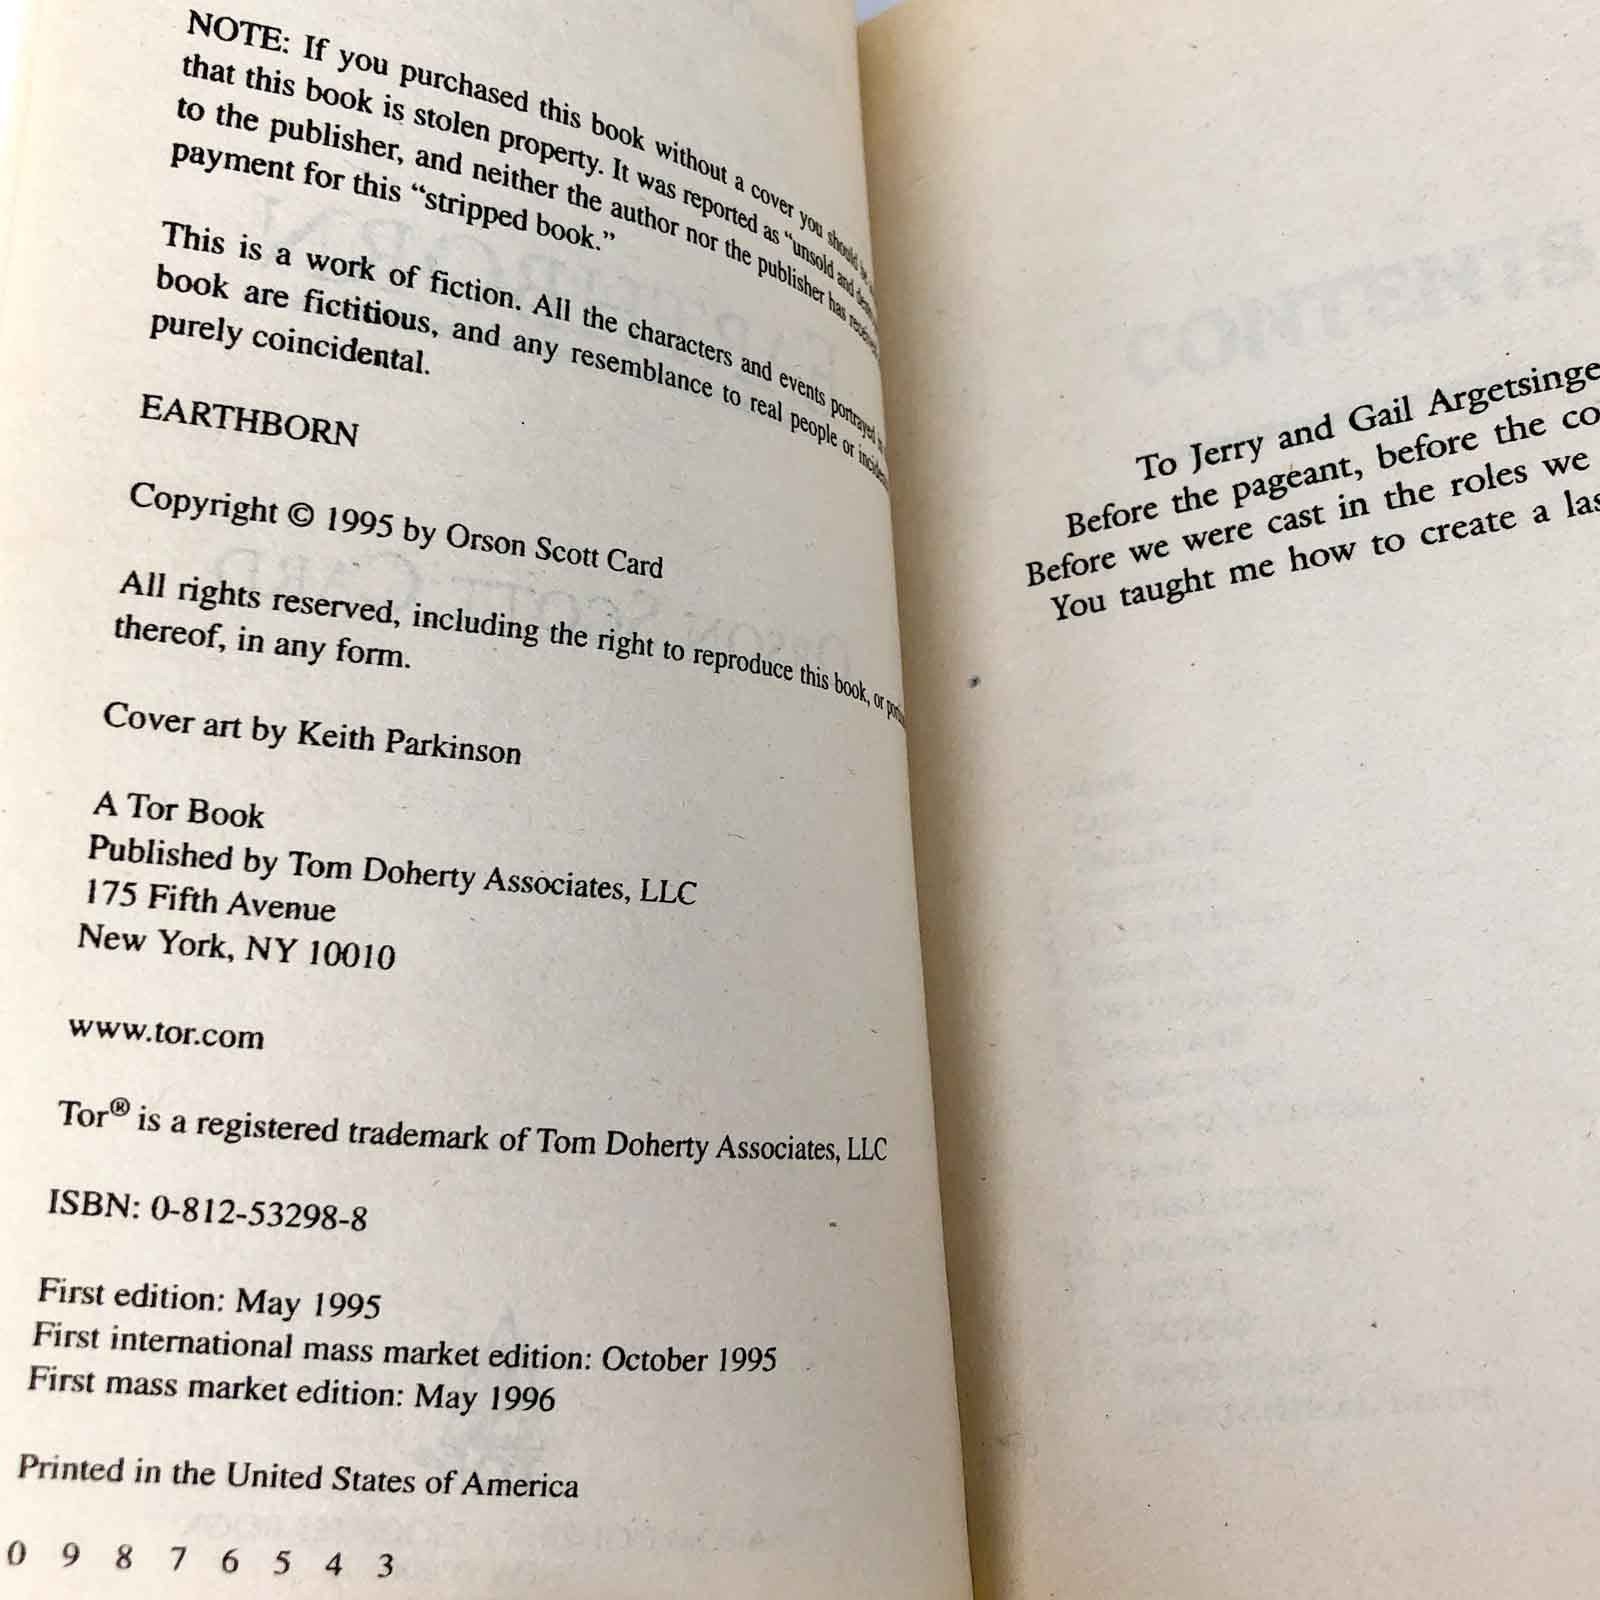 NOTE: If you purchased this book without a cover you should be
that this book is stolen property. It was reported as "unsold and
to the publisher, and neither the author nor the publisher has received
payment for this "stripped book."
This is a work of fiction. All the characters and events portrayed in
book are fictitious, and any resemblance to real people or
purely coincidental.
EARTHBORN
Copyright © 1995 by Orson Scott Card
All rights reserved, including the right to reproduce this book, or
thereof, in any form.
Cover art by Keith Parkinson
A Tor Book
Published by Tom Doherty Associates, LLC
175 Fifth Avenue
New York, NY 10010
www.tor.com
Tor® is a registered trademark of Tom Doherty Associates, LLC
ISBN: 0-812-53298-8
First edition: May 1995
First international mass market edition: October 1995
First mass market edition: May 1996
Printed in the United States of America
0 9 8 7 6 5 4 3
To Jerry and Gail Argetsinge
Before the pageant, before the co
Before we were cast in the roles we
You taught me how to create a las